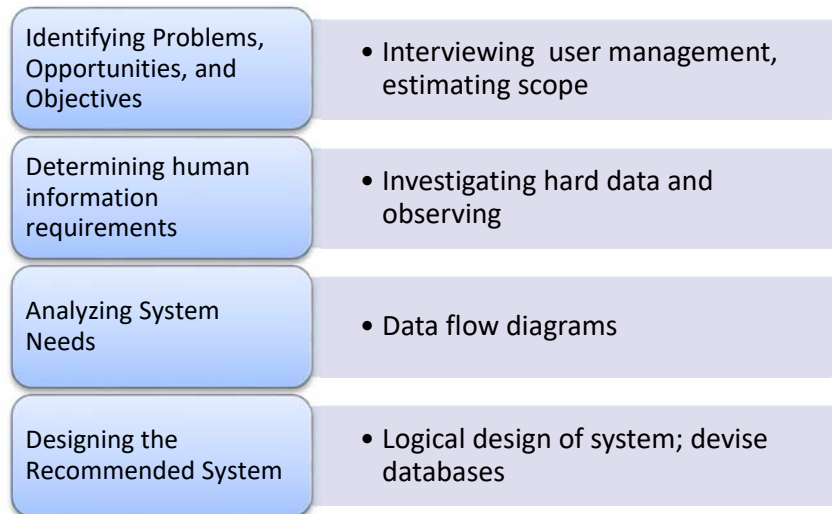 Identifying Problems,
Opportunities, and
Objectives
• Interviewing  user management,
estimating scope
Determining human
information
requirements
• Investigating hard data and
observing
Analyzing System
Needs
• Data flow diagrams
Designing the
Recommended System
• Logical design of system; devise
databases